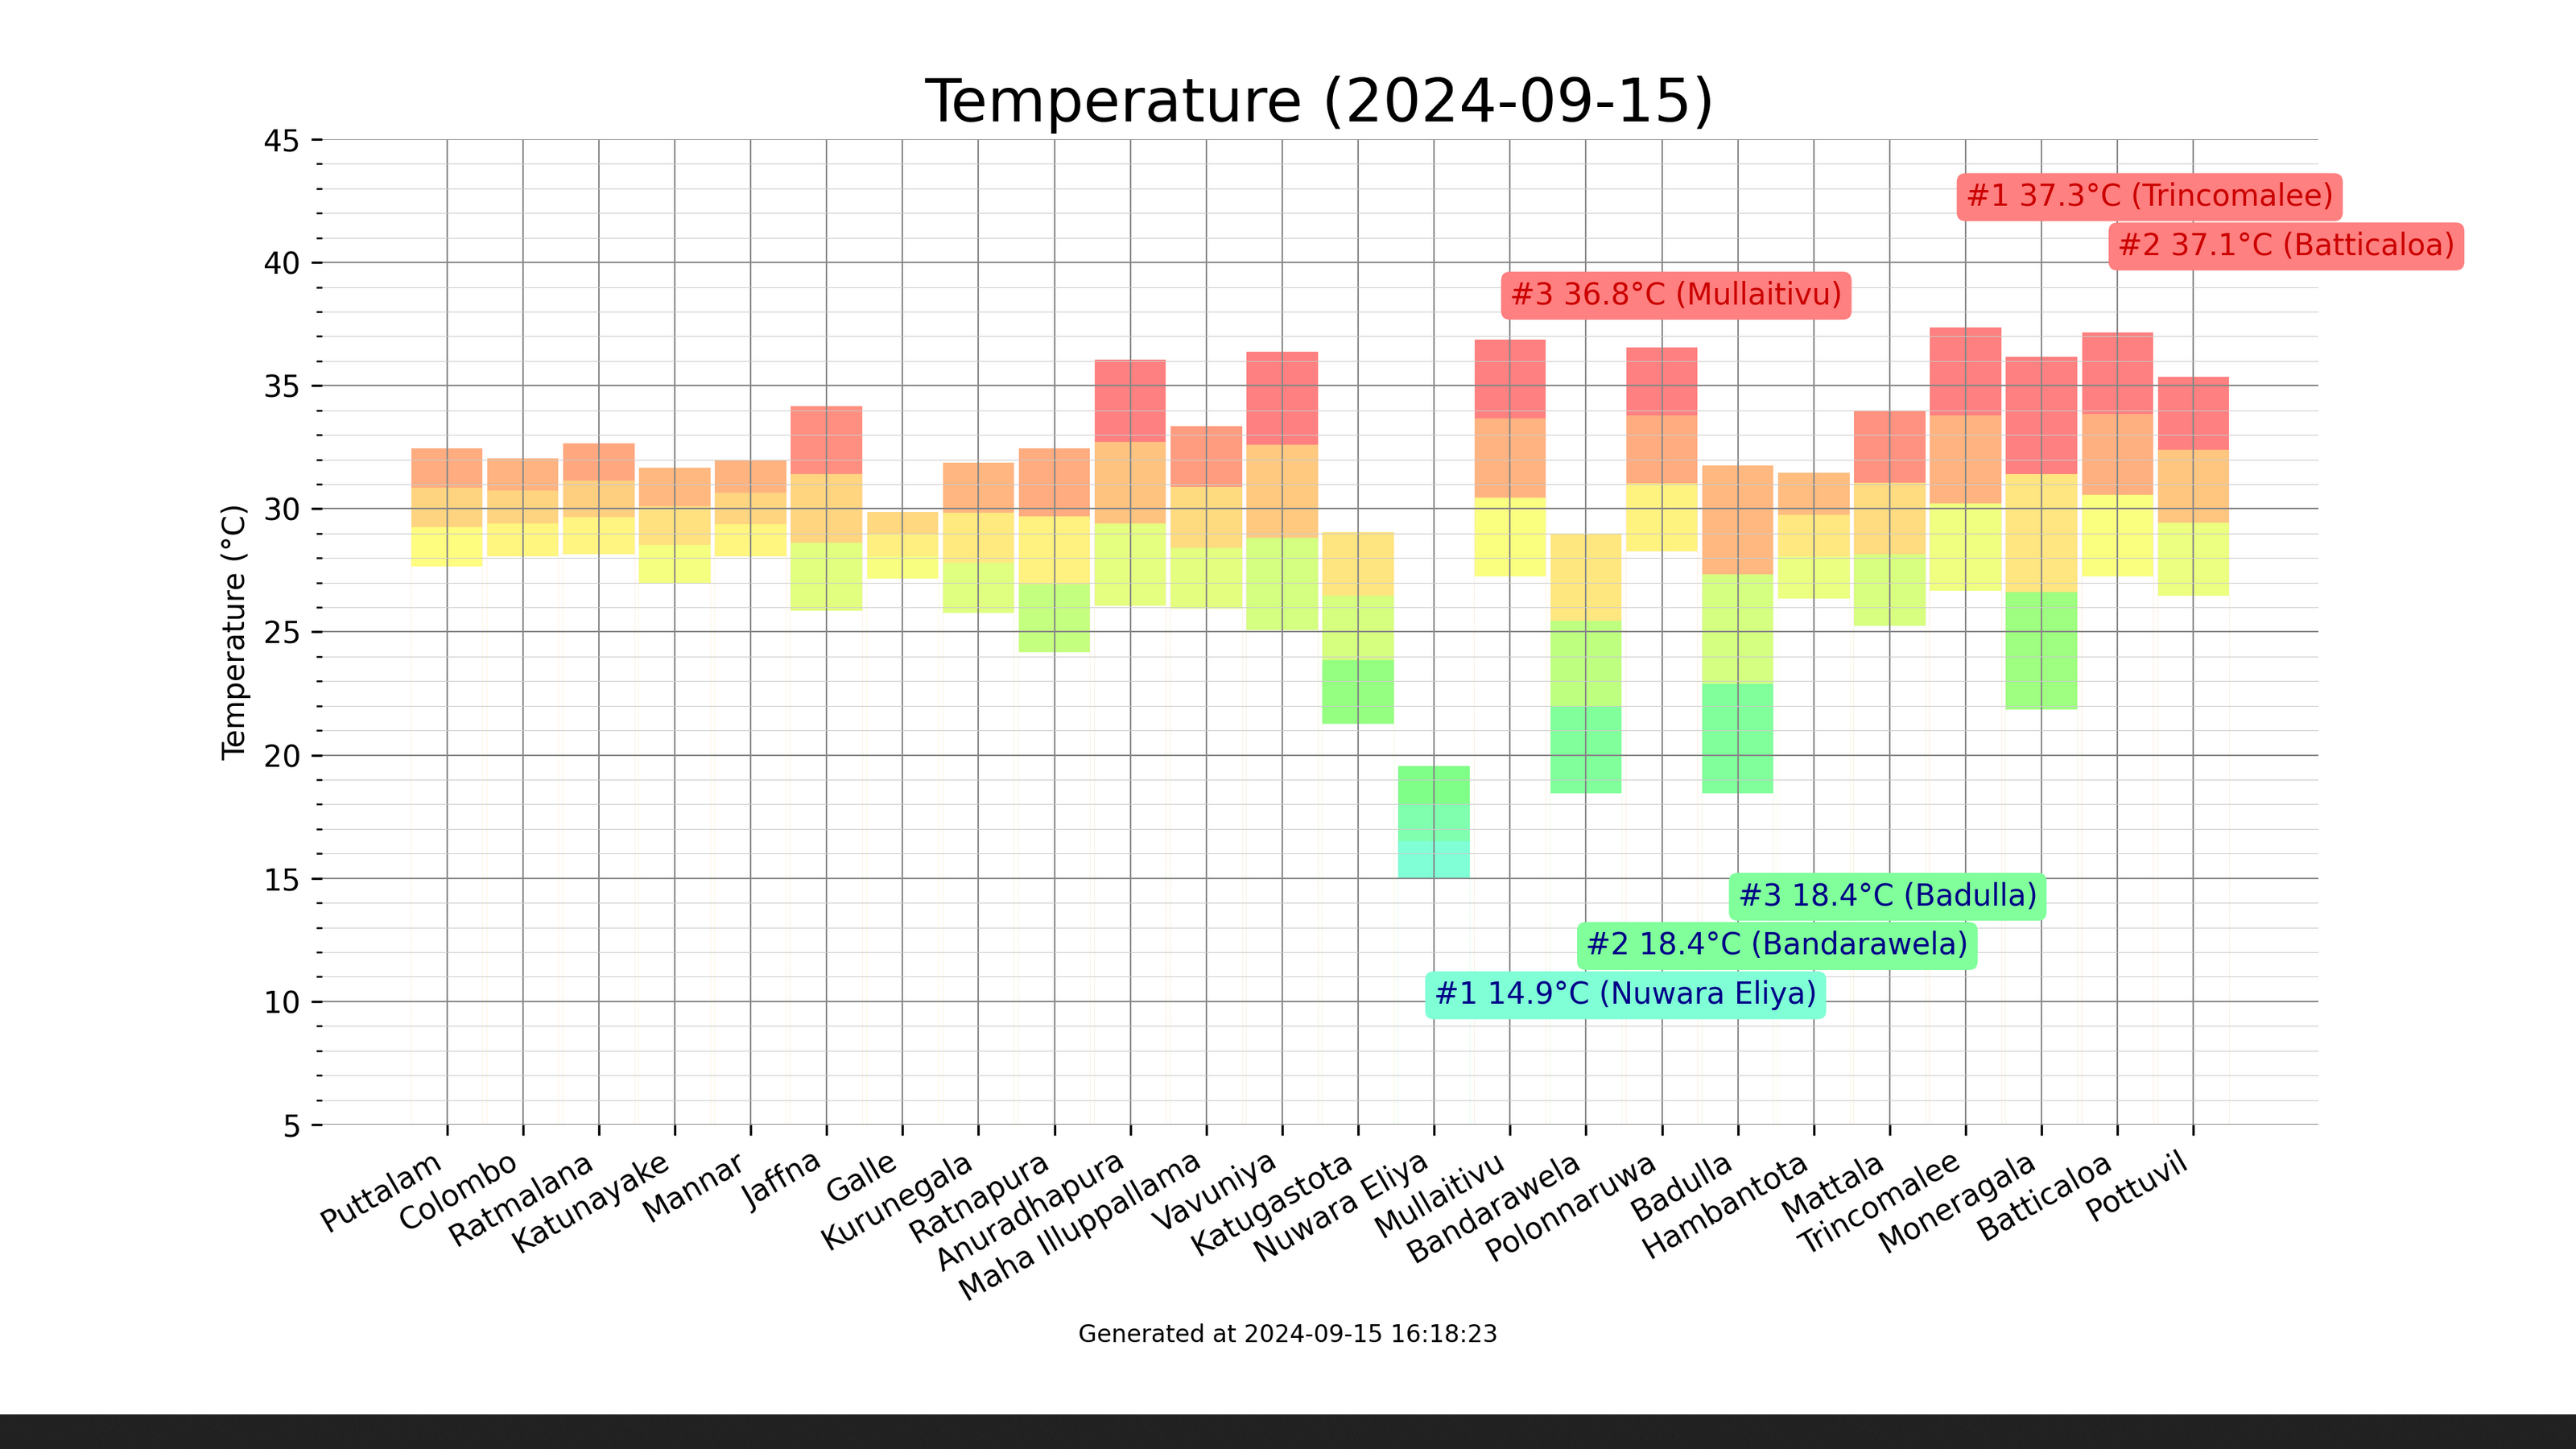 Temperature (2024-09-15)
45
40
35
30
25
20
15
10
5
Temperature (°C)
#1 37.3°C (Trincomalee)
#2 37.1°C (Batticaloa)
#3 36.8°C (Mullaitivu)
#3 18.4°C (Badulla)
#2 18.4°C (Bandarawela)
#1 14.9°C (Nuwara Eliya)
Puttalam
Colombo
Ratmalana
Katunayake
Mannar
Jaffna
Galle
Kurunegala
Ratnapura
Anuradhapura
Maha Illuppallama
Vavuniya
Katugastota
Nuwara Eliya
Mullaitivu
Bandarawela
Polonnaruwa
Badulla
Hambantota
Mattala
Trincomalee
Moneragala
Batticaloa
Pottuvil
Generated at 2024-09-15 16:18:23